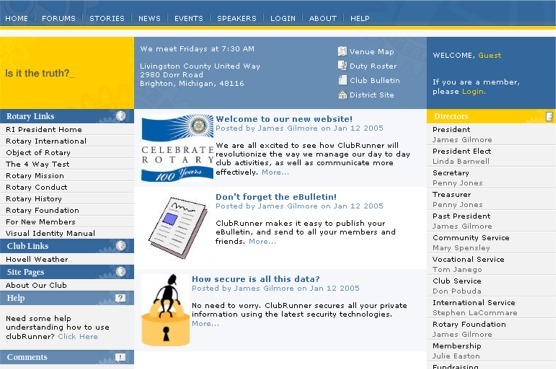 HOME FORUMS STORIES NEWS EVENTS SPEAKERS LOGIN ABOUT HELP
Is it the truth?_
We meet Fridays at 7:30 AM
Livingston County United Way
2980 Dorr Road
Brighton, Michigan, 48116
Venue Map
Duty Roster
Club Bulletin
District Site
WELCOME, Guest
If you are a member,
please Login.
Rotary Links
RI President Home
Rotary International
Object of Rotary
The 4 Way Test
Rotary Mission
Rotary Conduct
Rotary History
Rotary Foundation
For New Members
Visual Identity Manual
Club Links
Howell Weather
Site Pages
About Our Club
Help
Need some help
understanding how to use
clubRunner? Click Here
Comments
CELEBRATE
ROTARY
100 Years
Welcome to our new website!
Posted by James Gilmore on Jan 12 2005
We are all excited to see how ClubRunner will
revolutionize the way we manage our day to day
club activities, as well as communicate more
effectively. More...
Don't forget the eBulletin!
Posted by James Gilmore on Jan 12 2005
ClubRunner makes it easy to publish your
eBulletin, and send to all your members and
friends. More...
How secure is all this data?
Posted by James Gilmore on Jan 12 2005
No need to worry. ClubRunner secures all your private
information using the latest security technologies.
More...
Directors
President
James Gilmore
President Elect
Linda Barnwell
Secretary
Penny Jones
Treasurer
Penny Jones
Past President
James Gilmore
Community Service
Mary Spensley
Vocational Service
Tom Janego
Club Service
Don Pobuda
International Service
Stephen LaCommare
Rotary Foundation
James Gilmore
Membership
Julie Easton
Fundraising